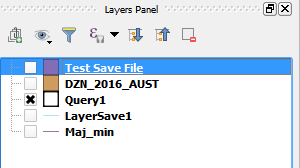 Layers Panel
Test Save File
DZN_2016_AUST
Query1
LayerSave1
Maj_min